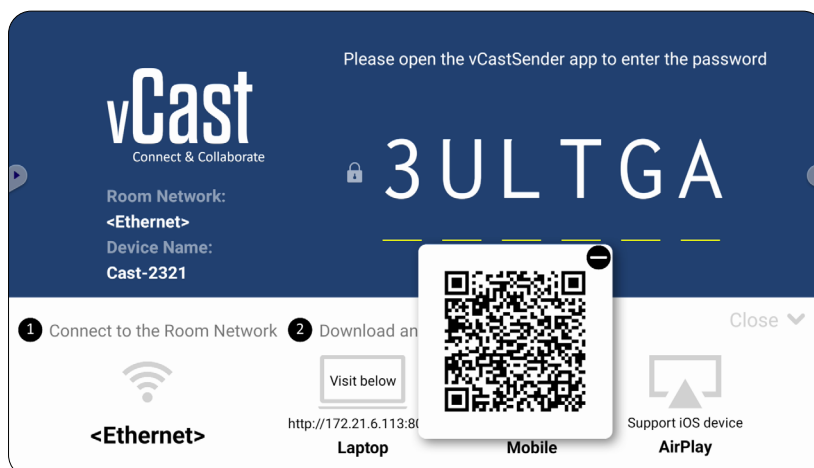 Please open the vCastSender app to enter the password
vCast
Connect & Collaborate
3ULTGA
Room Network:
<Ethernet>
Device Name:
Cast-2321
1 Connect to the Room Network
2 Download an
Close
Visit below
<Ethernet>
http://172.21.6.113:80
Laptop
Mobile
Support iOS device
AirPlay